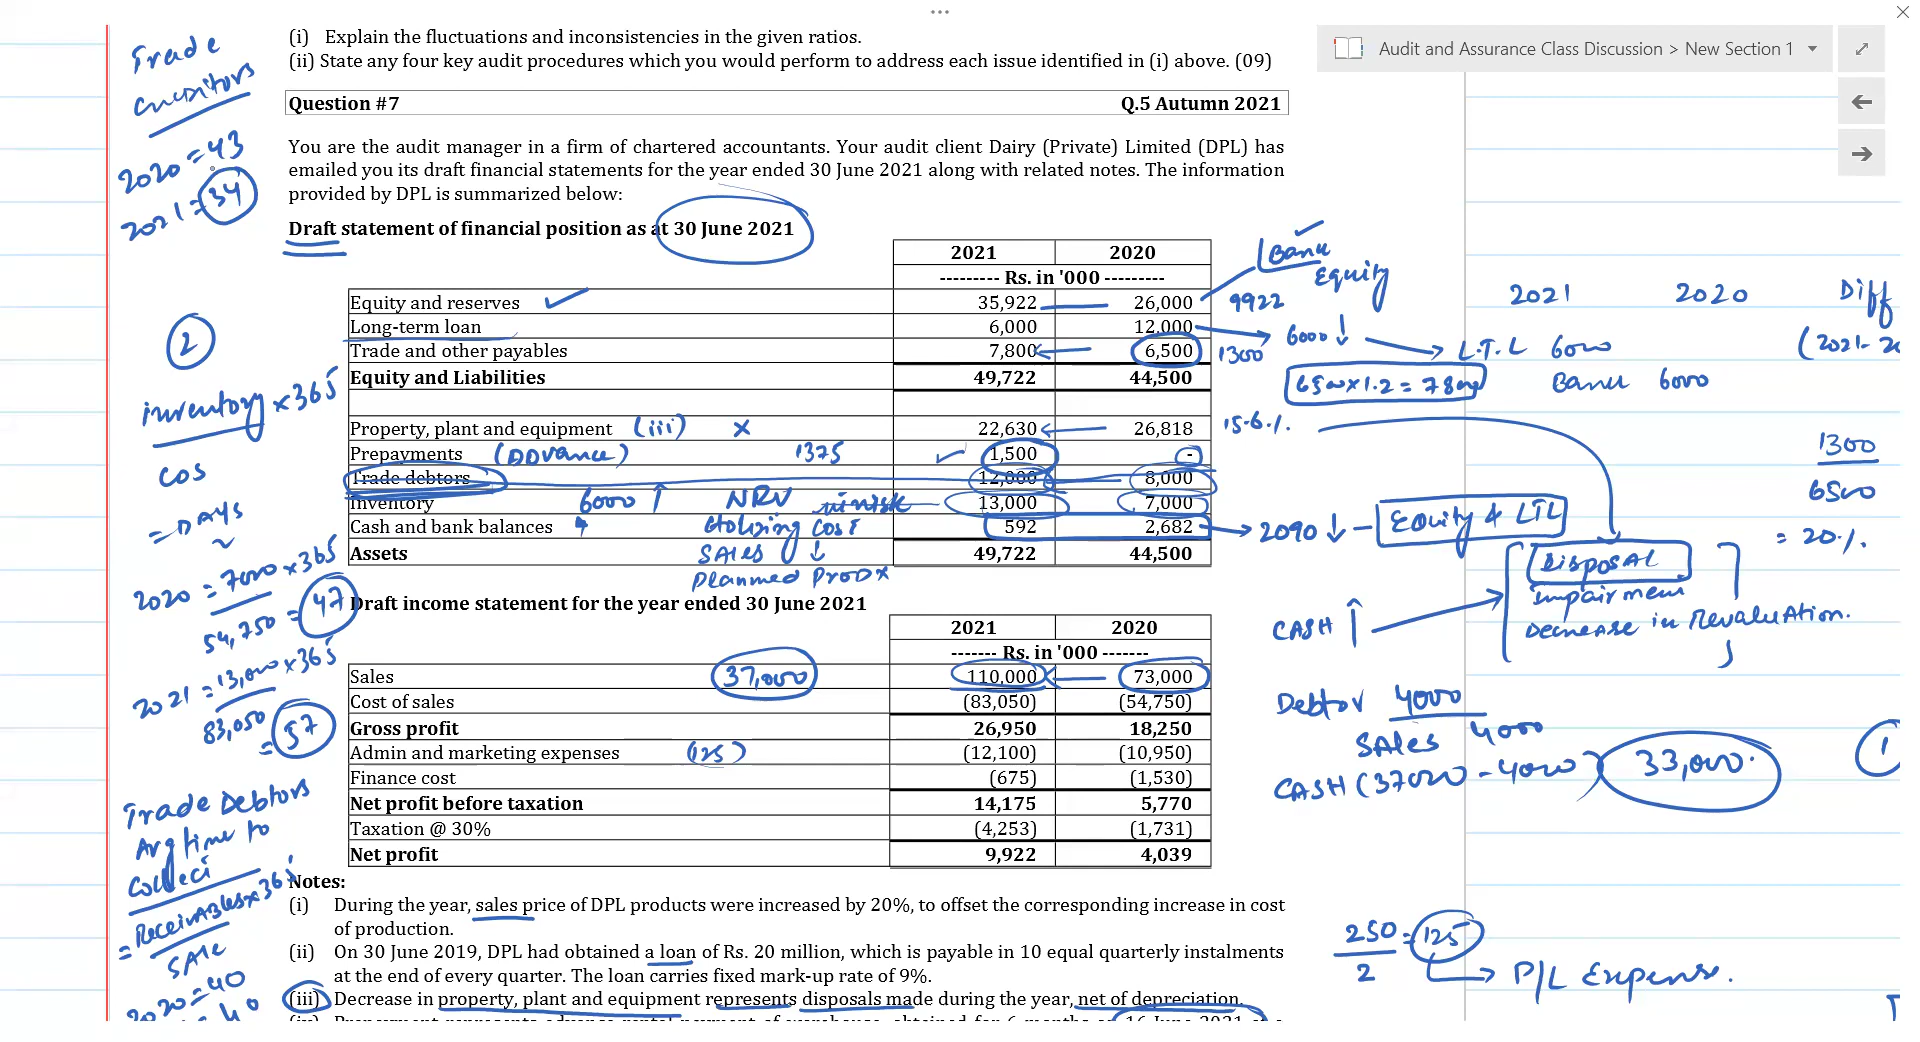 (i) Explain the fluctuations and inconsistencies in the given ratios.
(ii) State any four key audit procedures which you would perform to address each issue identified in (i) above. (09)
Audit and Assurance Class Discussion > New Section 1
Trade
Creditors
2020 = 43
2021 = 34
Question #7 Q.5 Autumn 2021
You are the audit manager in a firm of chartered accountants. Your audit client Dairy (Private) Limited (DPL) has
emailed you its draft financial statements for the year ended 30 June 2021 along with related notes. The information
provided by DPL is summarized below:
Draft statement of financial position as at 30 June 2021
2021 2020
--------- Rs. in '000 ---------
Equity and reserves 35,922 26,000
Long-term loan 6,000 12,000
Trade and other payables 7,800 6,500
Equity and Liabilities 49,722 44,500
Property, plant and equipment (iii) x 22,630 26,818
Prepayments (ADvance) 1375 1,500 -
Trade debtors 12,000 8,000
Inventory 6000 ↑ NRV 13,000 7,000
Cash and bank balances Holding COST 592 2,682
Assets SAles ↓ 49,722 44,500
Planned Prodx
Bank
Equity
9922
6000 ↓
1300
L.T.L 6000
Bank 6000
6500x1.2 = 7800
15.6%
2021 2020 Diff
(2021-20
1300
6500
= 20%
2090 ↓ - Equity & LTL
Disposal
Impairment
Decrease in Revaluation.
CASH ↑
2
inventory x 365
COS
= DAYS
2020 = 7000x365
54,750 = 47
2021 = 13,000x365
83,050 = 57
Draft income statement for the year ended 30 June 2021
2021 2020
------- Rs. in '000 -------
Sales 37,000 110,000 73,000
Cost of sales (83,050) (54,750)
Gross profit 26,950 18,250
Admin and marketing expenses (125) (12,100) (10,950)
Finance cost (675) (1,530)
Net profit before taxation 14,175 5,770
Taxation @ 30% (4,253) (1,731)
Net profit 9,922 4,039
Debtor 4000
SAles 4000
CASH (37000 - 4000) 33,000.
1
Trade Debtors
Avg time to
Collect
= Receivables x 365
SAle
2020 = 40
= 40
Notes:
(i) During the year, sales price of DPL products were increased by 20%, to offset the corresponding increase in cost
of production.
(ii) On 30 June 2019, DPL had obtained a loan of Rs. 20 million, which is payable in 10 equal quarterly instalments
at the end of every quarter. The loan carries fixed mark-up rate of 9%.
(iii) Decrease in property, plant and equipment represents disposals made during the year, net of depreciation.
250 = 125
2
P/L Expense.